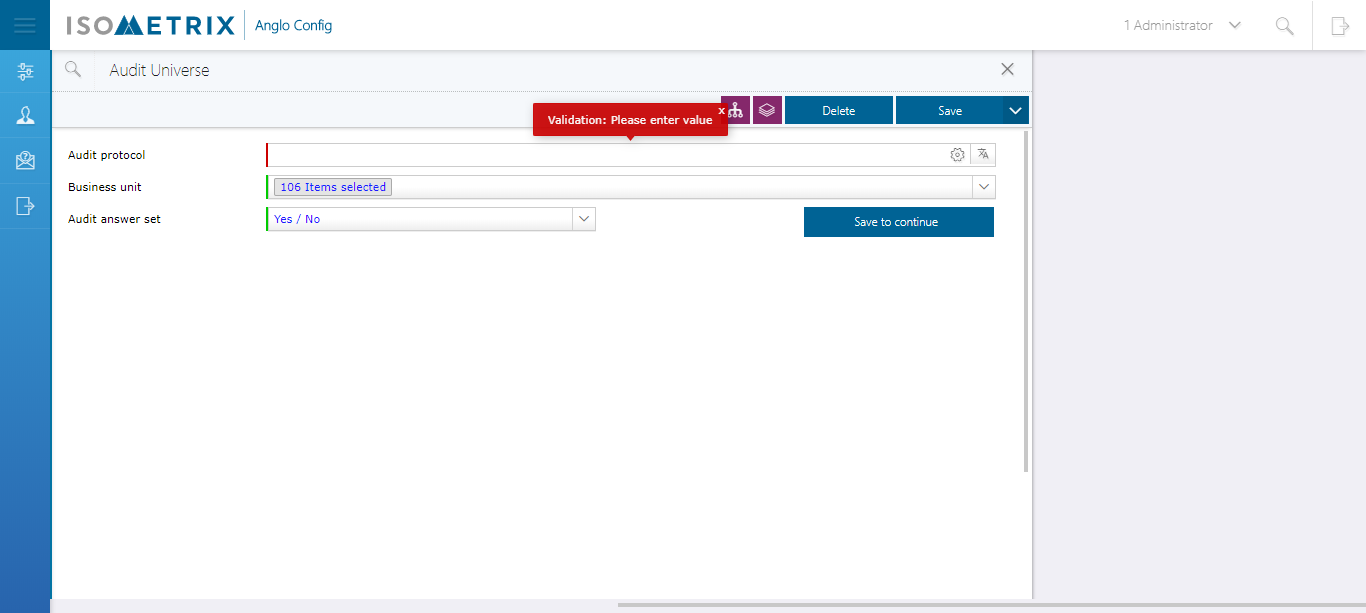 ISOMETRIX Anglo Config
1 Administrator
Audit Universe
Delete
Save
Validation: Please enter value
x
Audit protocol
Business unit
106 Items selected
Audit answer set
Yes / No
Save to continue